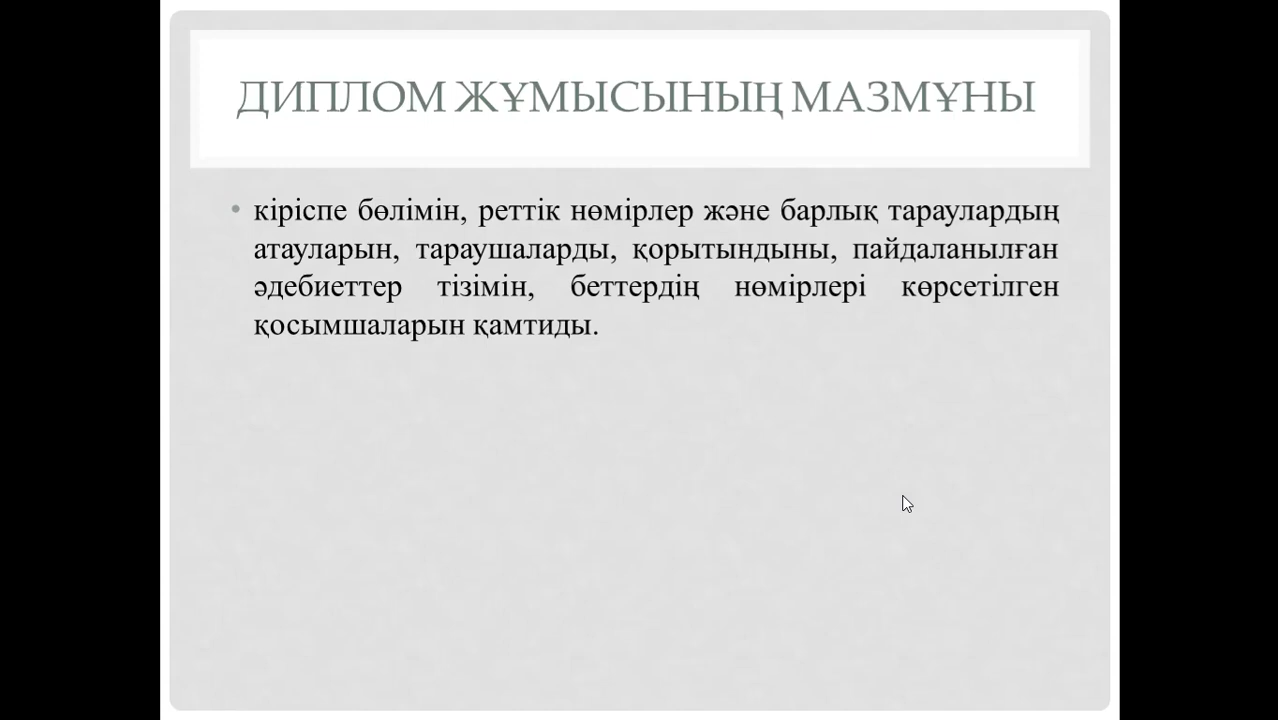 ДИПЛОМ ЖҰМЫСЫНЫҢ МАЗМҰНЫ
• кіріспе бөлімін, реттік нөмірлер және барлық тараулардың
атауларын, тараушаларды, қорытындыны, пайдаланылған
әдебиеттер тізімін, беттердің нөмірлері көрсетілген
қосымшаларын қамтиды.